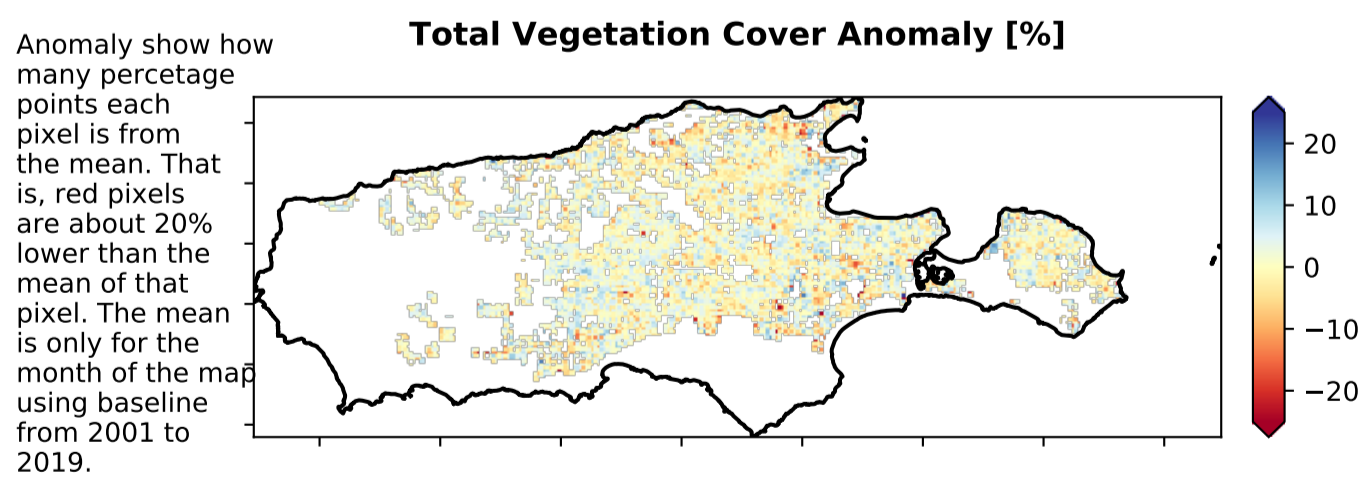 Total Vegetation Cover Anomaly [%]
Anomaly show how
many percetage
points each
pixel is from
the mean. That
is, red pixels
are about 20%
lower than the
mean of that
pixel. The mean
is only for the
month of the map
using baseline
from 2001 to
2019.
20
10
0
−10
−20